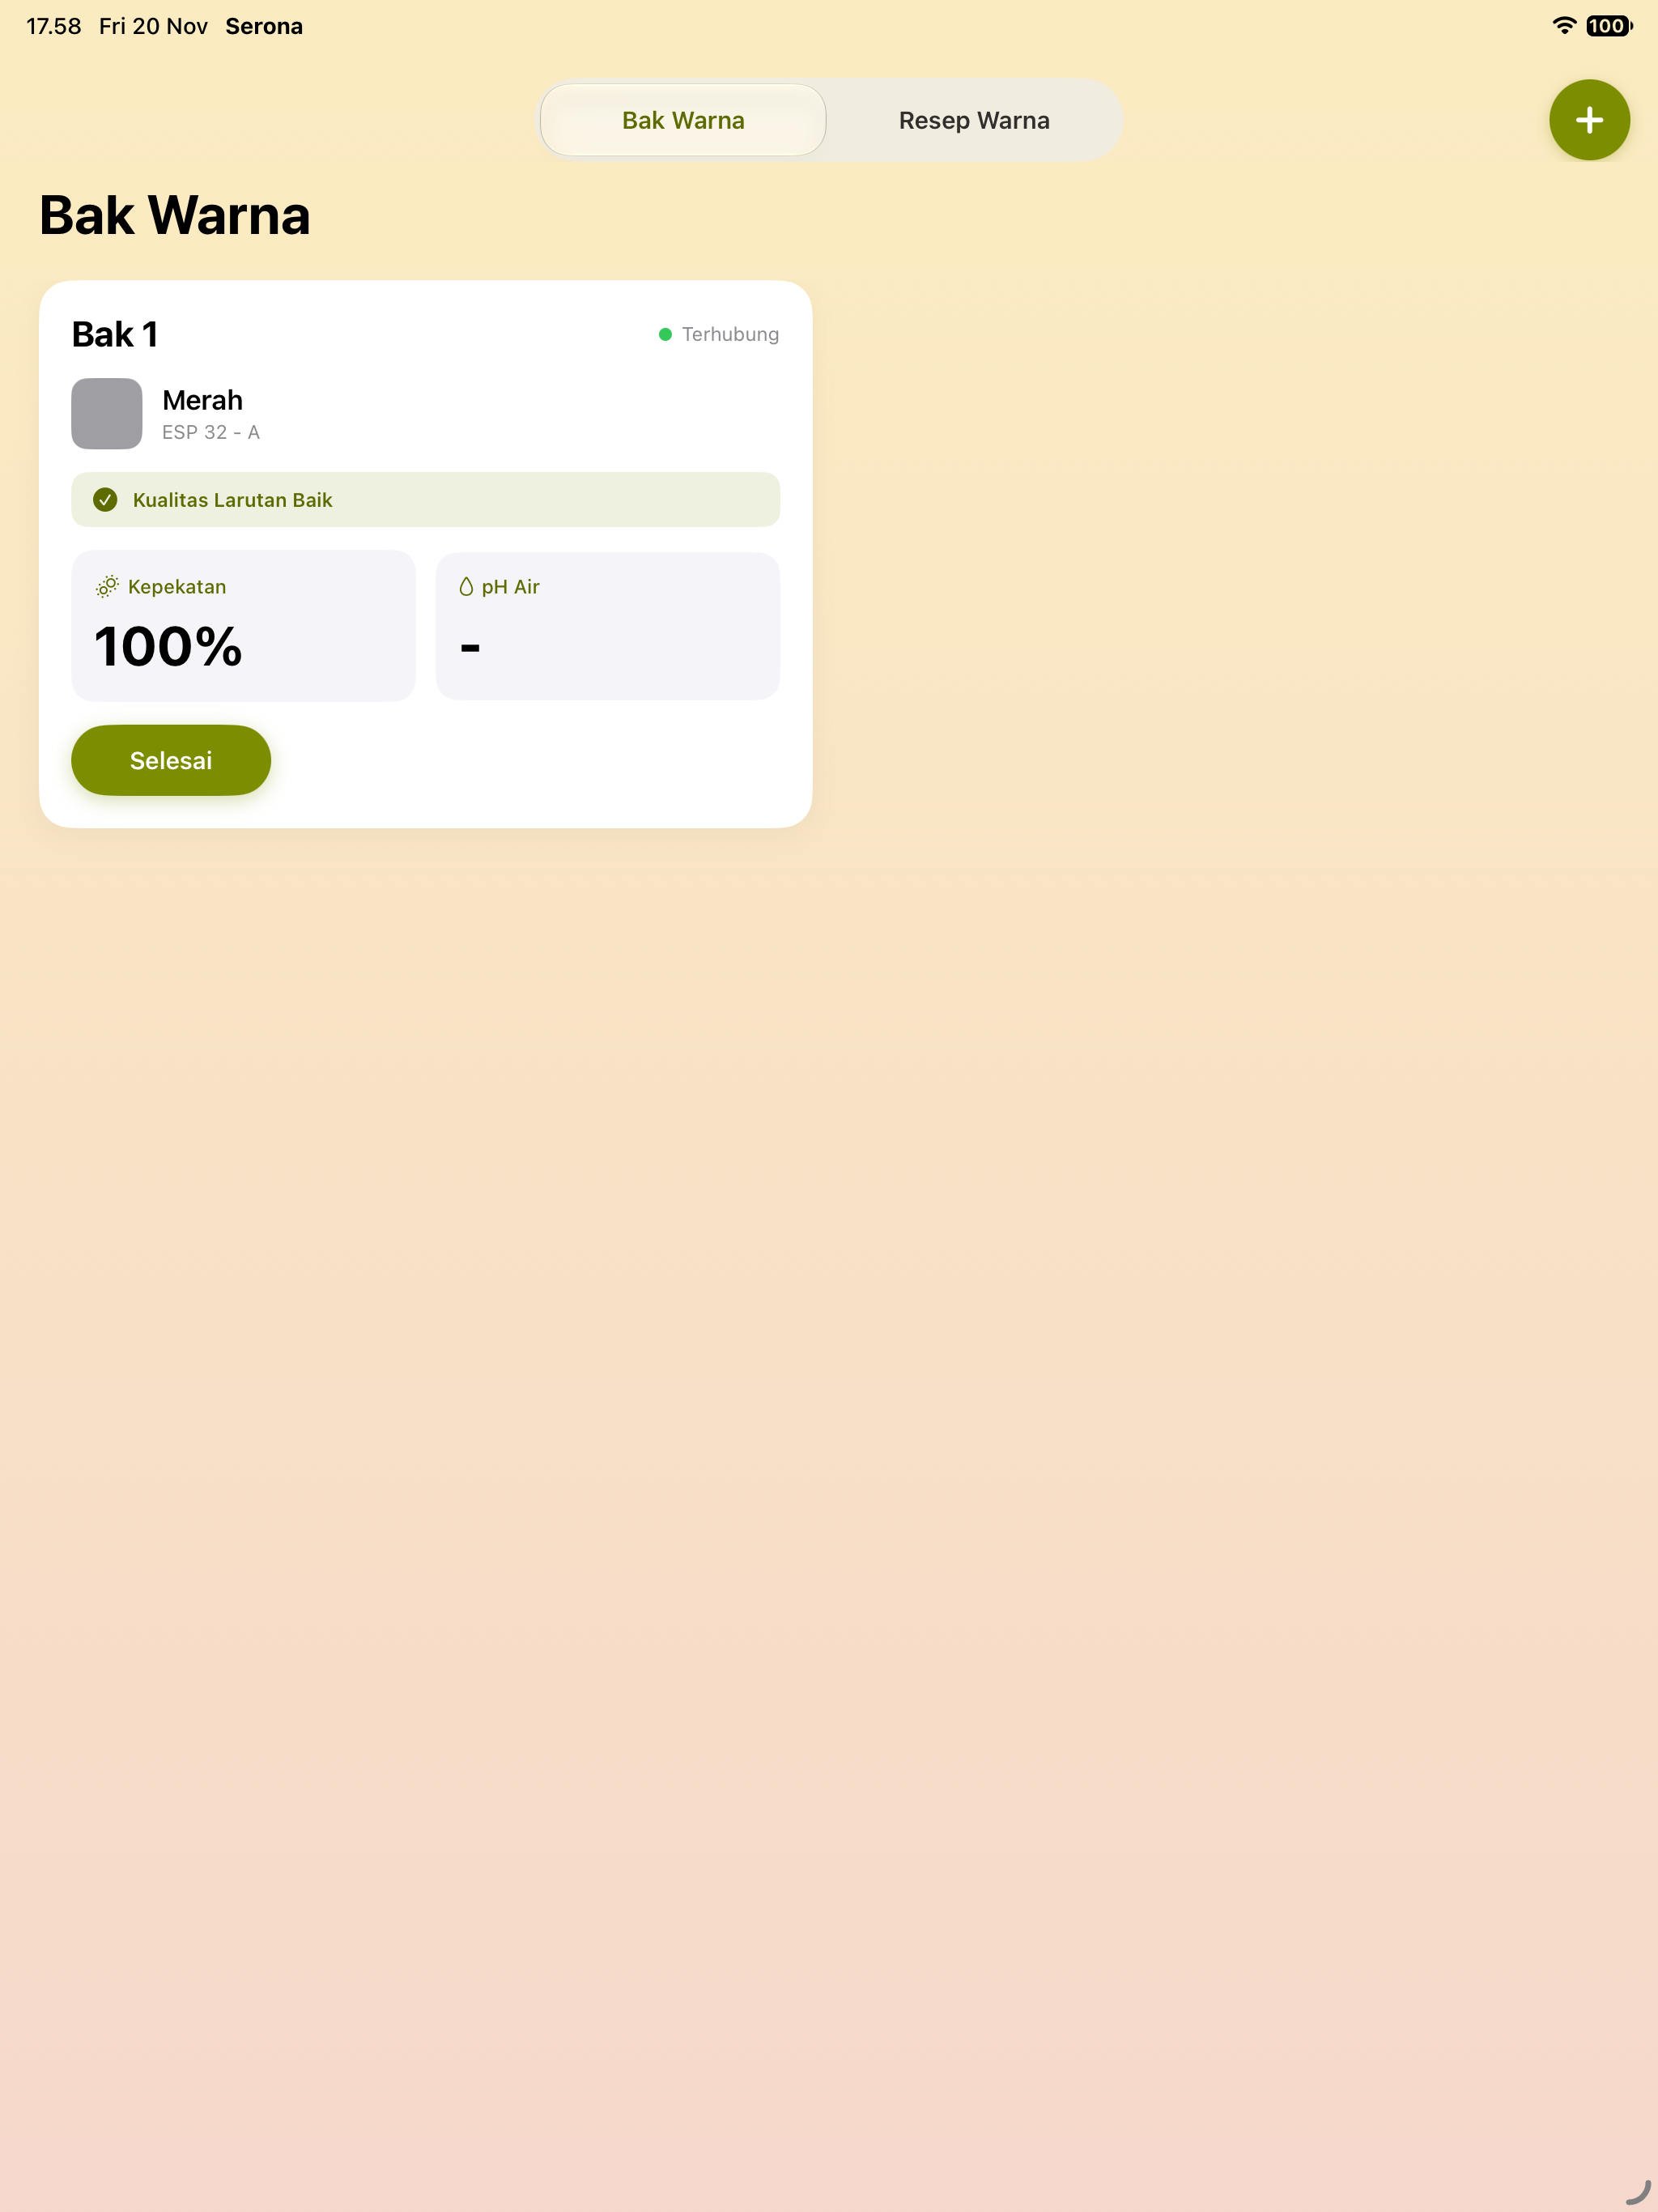 17.58 Fri 20 Nov Serona 100
Bak Warna Resep Warna
Bak Warna
Bak 1 Terhubung
Merah
ESP 32 - A
Kualitas Larutan Baik
Kepekatan pH Air
100% -
Selesai